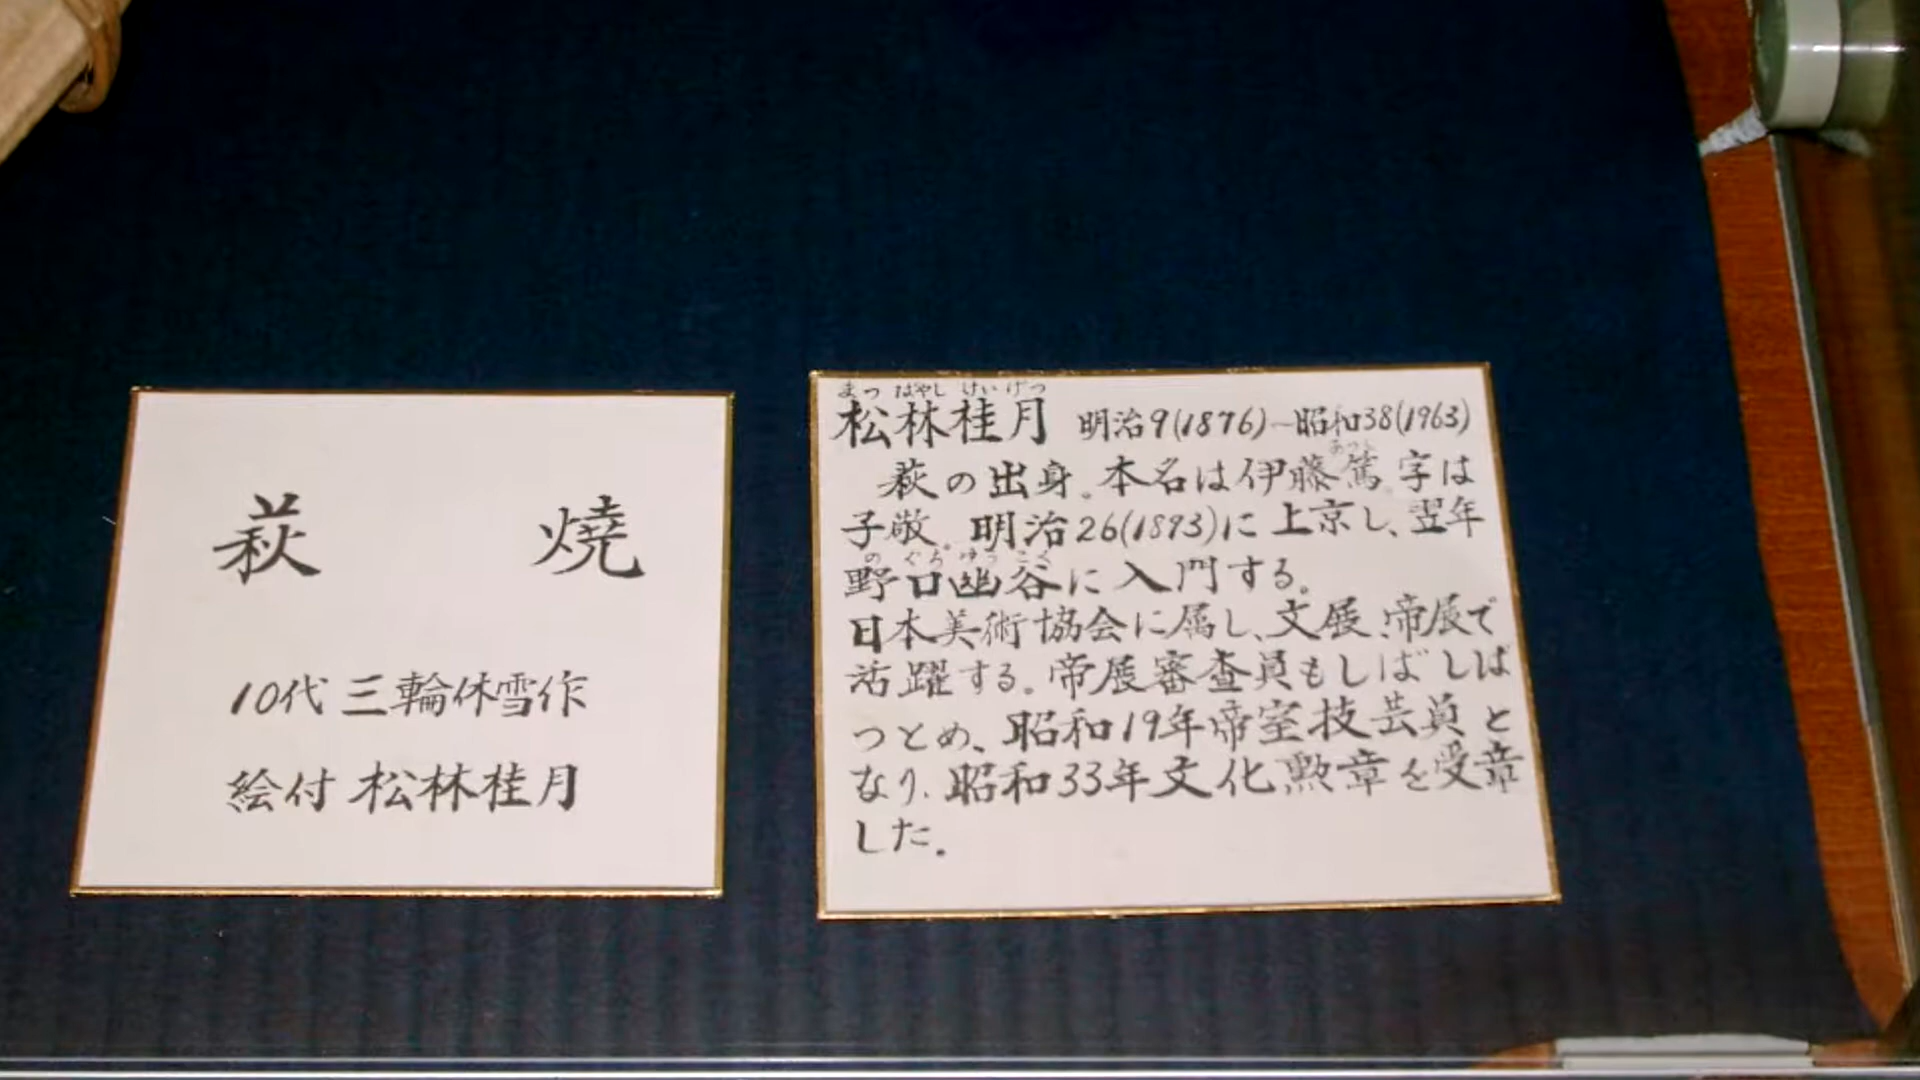 萩 燒
10代 三輪休雪作
絵付 松林桂月
まつ ばやし けい げつ
松林桂月 明治9(1876)~昭和38(1963)
あつし
萩の出身。本名は伊藤篤。字は
子敬。明治26(1893)に上京し、翌年
の ぐち ゆう こく
野口幽谷に入門する。
日本美術協会に属し、文展、帝展で
活躍する。帝展審査員もしばしば
つとめ、昭和19年帝室技芸員と
なり、昭和33年文化勲章を受章
した。